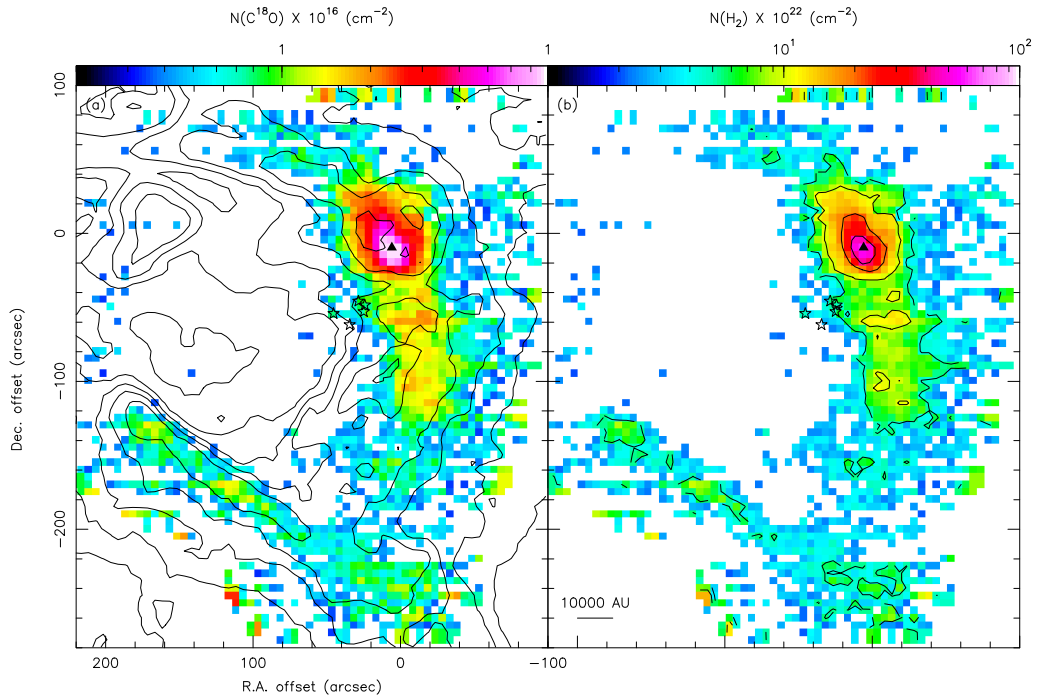 N(C¹⁸O) X 10¹⁶ (cm⁻²) N(H₂) X 10²² (cm⁻²)
1 1 10¹ 10²
(a) (b)
100
0
−100
−200
Dec. offset (arcsec)
10000 AU
200 100 0 −100
R.A. offset (arcsec)